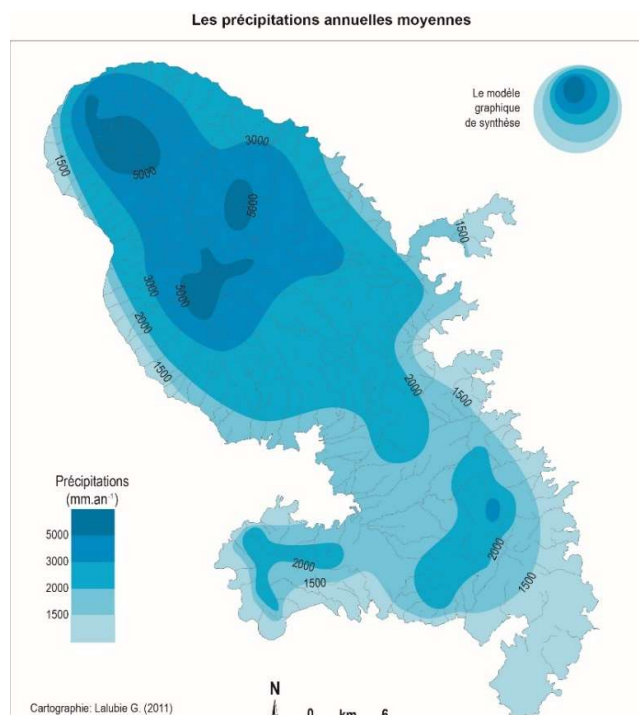 Les précipitations annuelles moyennes
Le modèle
graphique
de synthèse
3000
1500
5000
5000
1500
3000
5000
2000
1500
2000
1500
Précipitations
(mm.an⁻¹)
5000
3000
2000
1500
2000
2000
1500
1500
N
0 km 6
Cartographie: Lalubie G. (2011)